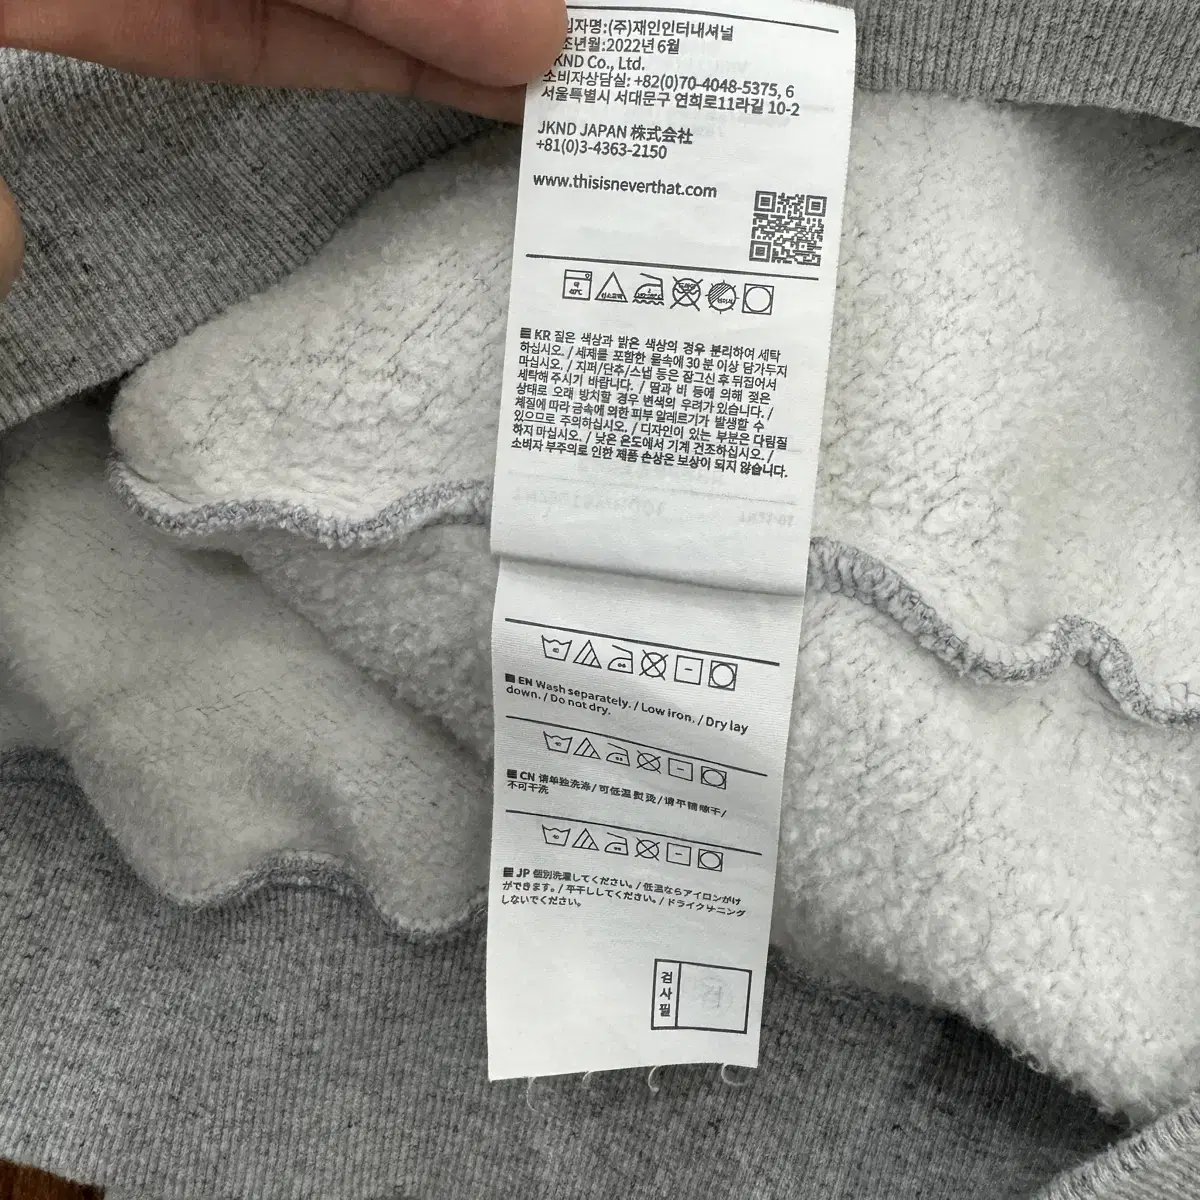 입자명:(주)재인인터내셔널
조년월:2022년 6월
KND Co., Ltd.
소비자상담실: +82(0)70-4048-5375, 6
서울특별시 서대문구 연희로11라길 10-2
JKND JAPAN 株式会社
+81(0)3-4363-2150
www.thisisneverthat.com
KR 짙은 색상과 밝은 색상의 경우 분리하여 세탁
하십시오. / 세제를 포함한 물속에 30 분 이상 담가두지
마십시오. / 지퍼/단추/스냅 등은 잠그신 후 뒤집어서
세탁해 주시기 바랍니다. / 땀과 비 등에 의해 젖은
상태로 오래 방치할 경우 변색의 우려가 있습니다. /
체질에 따라 금속에 의한 피부 알레르기가 발생할 수
있으므로 주의하십시오. / 디자인이 있는 부분은 다림질
하지 마십시오. / 낮은 온도에서 기계 건조하십시오. /
소비자 부주의로 인한 제품 손상은 보상이 되지 않습니다.
EN Wash separately. / Low iron. / Dry lay
down. / Do not dry.
CN 请单独洗涤/可低温熨烫/请平铺晾干/
不可干洗
JP 個別洗濯してください。/ 低温ならアイロンがけ
ができます。/ 平干ししてください。/ ドライクリーニング
しないでください。
검
사
필